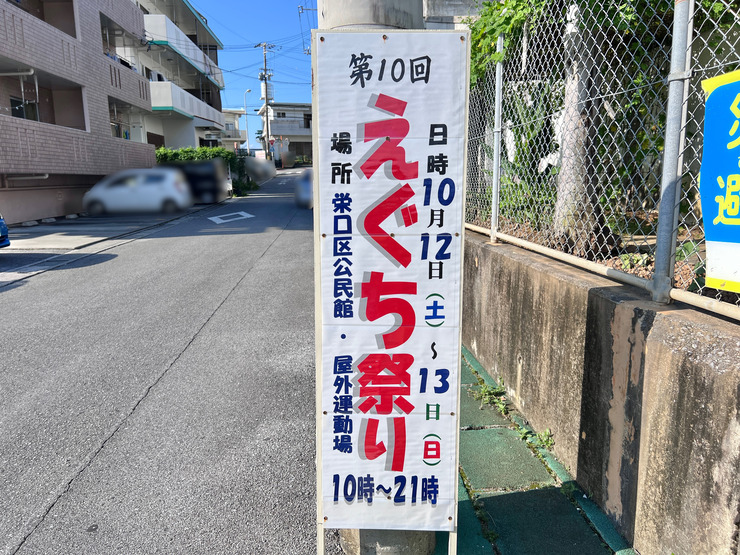 第10回
日時10月12日(土)～13日(日)
えぐち祭り
場所 栄口区公民館・屋外運動場
10時～21時